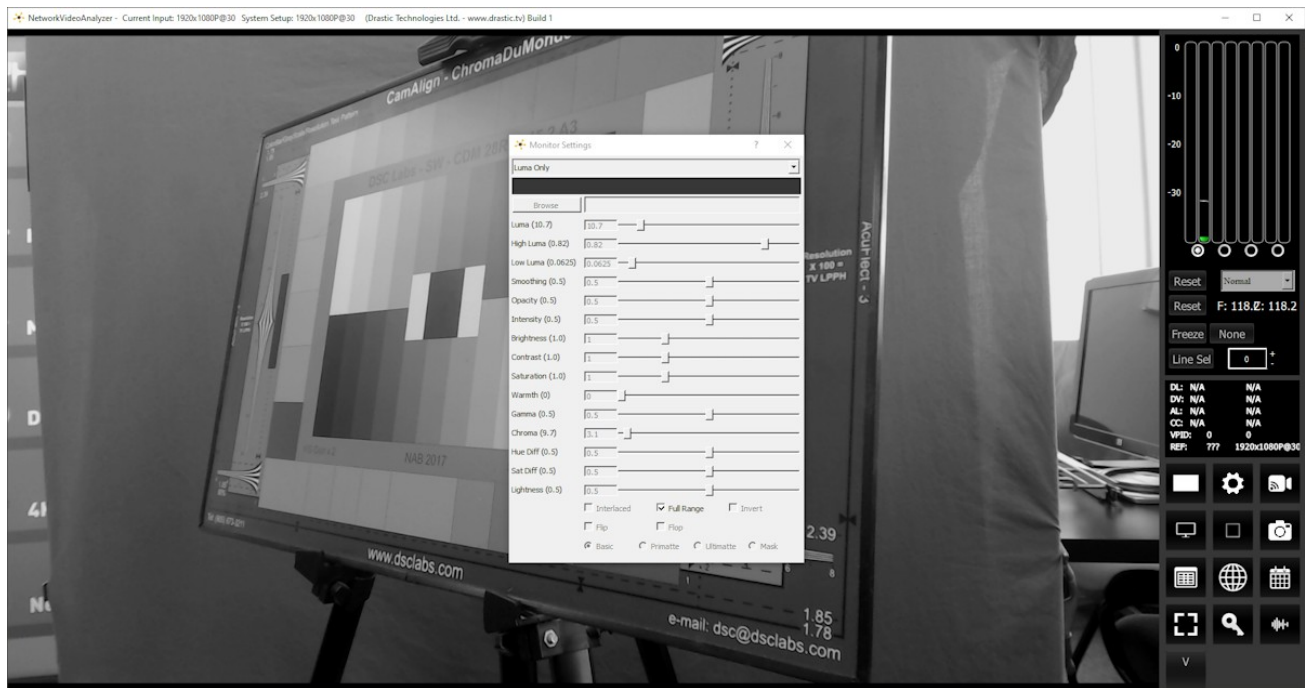 NetworkVideoAnalyzer - Current Input: 1920x1080P@30 System Setup: 1920x1080P@30 (Drastic Technologies Ltd. - www.drastic.tv) Build 1
CamAlign - ChromaDuMonde
DSC Labs - SW - COM 28R
NAB 2017
www.dsclabs.com
e-mail: dsc@dsclabs.com
Resolution
X 100 =
TV LPPH
2.39
1.85
1.78
6
8
1
Monitor Settings
?
Luma Only
Browse
Luma (10.7) 10.7
High Luma (0.82) 0.82
Low Luma (0.0625) 0.0625
Smoothing (0.5) 0.5
Opacity (0.5) 0.5
Intensity (0.5) 0.5
Brightness (1.0) 1
Contrast (1.0) 1
Saturation (1.0) 1
Warmth (0) 0
Gamma (0.5) 0.5
Chroma (9.7) 3.1
Hue Diff (0.5) 0.5
Sat Diff (0.5) 0.5
Lightness (0.5) 0.5
Interlaced Full Range Invert
Flip Flop
Basic Primatte Ultimatte Mask
0
-10
-20
-30
Reset Normal
Reset F: 118.2 Z: 118.2
Freeze None
Line Sel 0 + -
DL: N/A N/A
DV: N/A N/A
AL: N/A N/A
CC: N/A N/A
VPID: 0 0
REF: ??? 1920x1080P@30
V